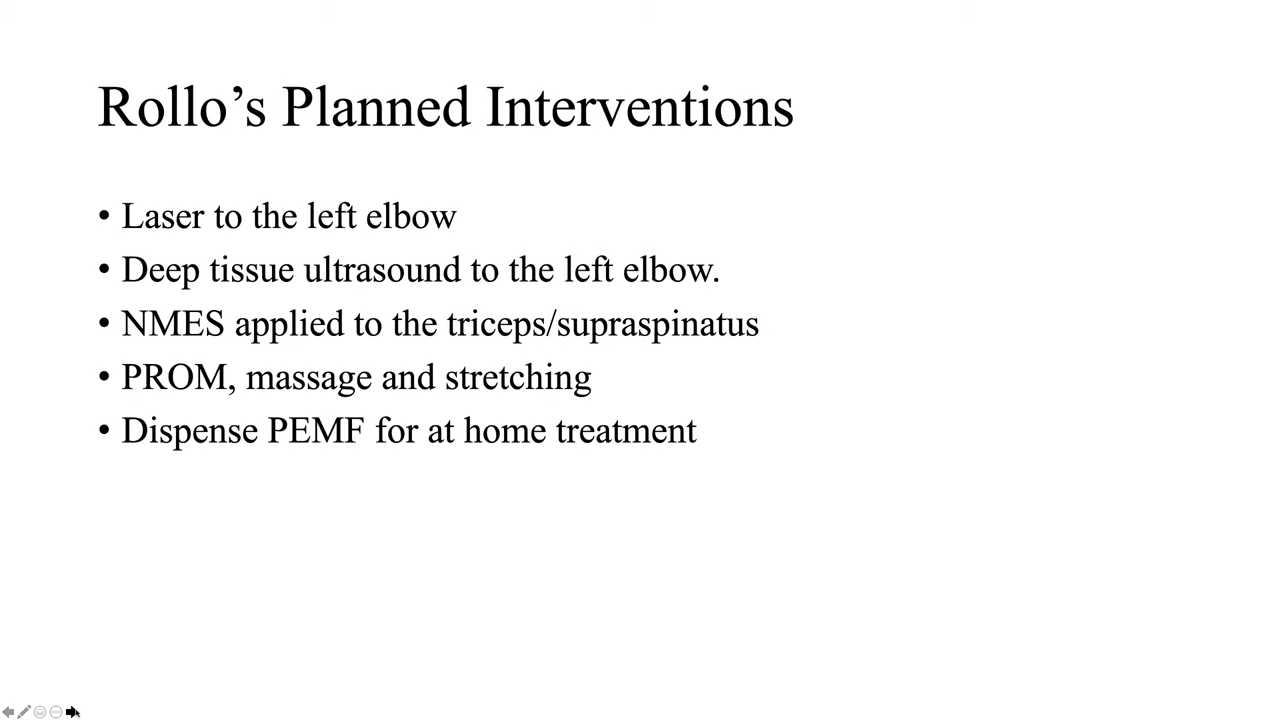 Rollo’s Planned Interventions
• Laser to the left elbow
• Deep tissue ultrasound to the left elbow.
• NMES applied to the triceps/supraspinatus
• PROM, massage and stretching
• Dispense PEMF for at home treatment